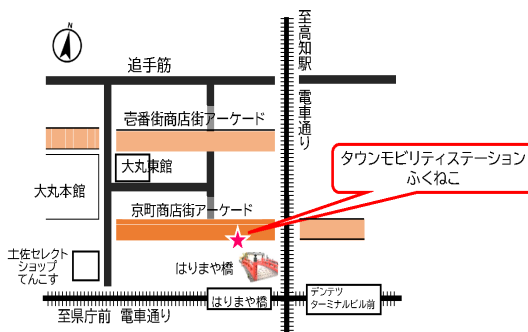 N
至高知駅
電車通り
追手筋
壱番街商店街アーケード
大丸東館
タウンモビリティステーション
ふくねこ
大丸本館
京町商店街アーケード
土佐セレクト
ショップ
てんこす
はりまや橋
はりまや橋
デンテツ
ターミナルビル前
至県庁前 電車通り